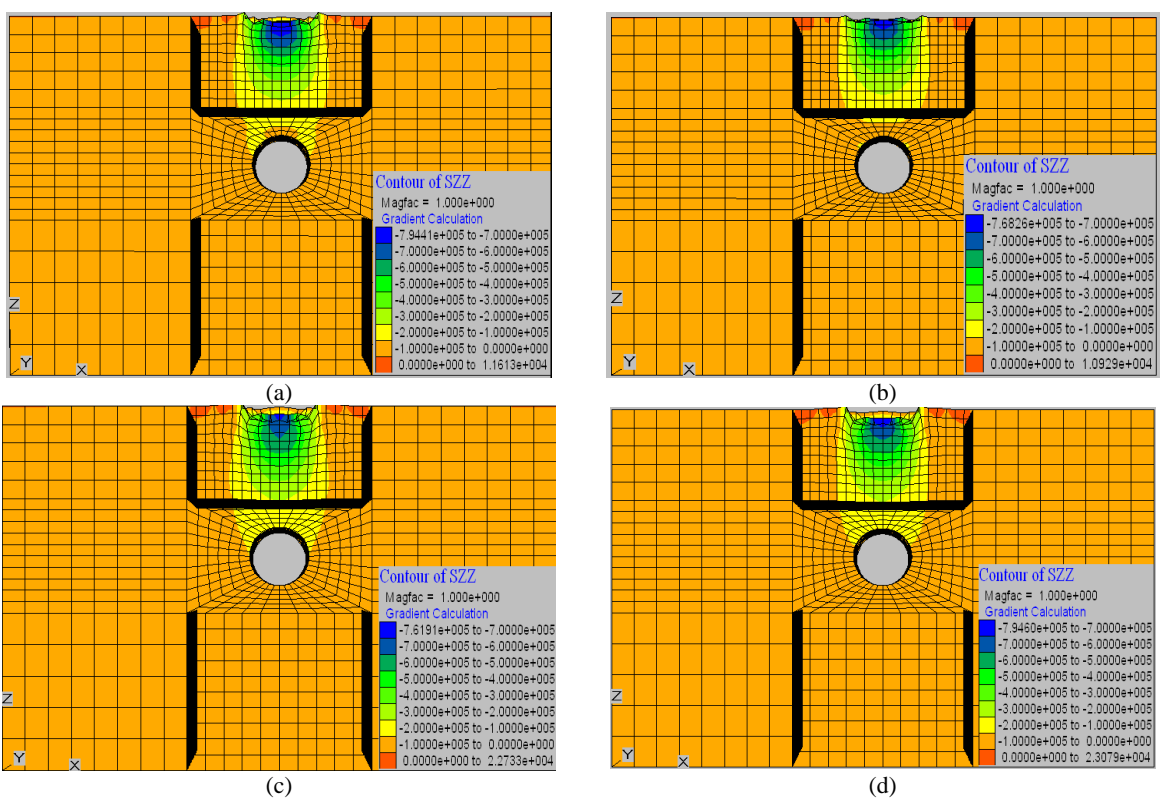 Contour of SZZ
Magfac = 1.000e+000
Gradient Calculation
-7.9441e+005 to -7.0000e+005
-7.0000e+005 to -6.0000e+005
-6.0000e+005 to -5.0000e+005
-5.0000e+005 to -4.0000e+005
-4.0000e+005 to -3.0000e+005
-3.0000e+005 to -2.0000e+005
-2.0000e+005 to -1.0000e+005
-1.0000e+005 to 0.0000e+000
0.0000e+000 to 1.1613e+004
Z
Y
X
(a)
Contour of SZZ
Magfac = 1.000e+000
Gradient Calculation
-7.6826e+005 to -7.0000e+005
-7.0000e+005 to -6.0000e+005
-6.0000e+005 to -5.0000e+005
-5.0000e+005 to -4.0000e+005
-4.0000e+005 to -3.0000e+005
-3.0000e+005 to -2.0000e+005
-2.0000e+005 to -1.0000e+005
-1.0000e+005 to 0.0000e+000
0.0000e+000 to 1.0929e+004
Z
Y
X
(b)
Contour of SZZ
Magfac = 1.000e+000
Gradient Calculation
-7.6191e+005 to -7.0000e+005
-7.0000e+005 to -6.0000e+005
-6.0000e+005 to -5.0000e+005
-5.0000e+005 to -4.0000e+005
-4.0000e+005 to -3.0000e+005
-3.0000e+005 to -2.0000e+005
-2.0000e+005 to -1.0000e+005
-1.0000e+005 to 0.0000e+000
0.0000e+000 to 2.2733e+004
Z
Y
X
(c)
Contour of SZZ
Magfac = 1.000e+000
Gradient Calculation
-7.9460e+005 to -7.0000e+005
-7.0000e+005 to -6.0000e+005
-6.0000e+005 to -5.0000e+005
-5.0000e+005 to -4.0000e+005
-4.0000e+005 to -3.0000e+005
-3.0000e+005 to -2.0000e+005
-2.0000e+005 to -1.0000e+005
-1.0000e+005 to 0.0000e+000
0.0000e+000 to 2.3079e+004
Z
Y
X
(d)